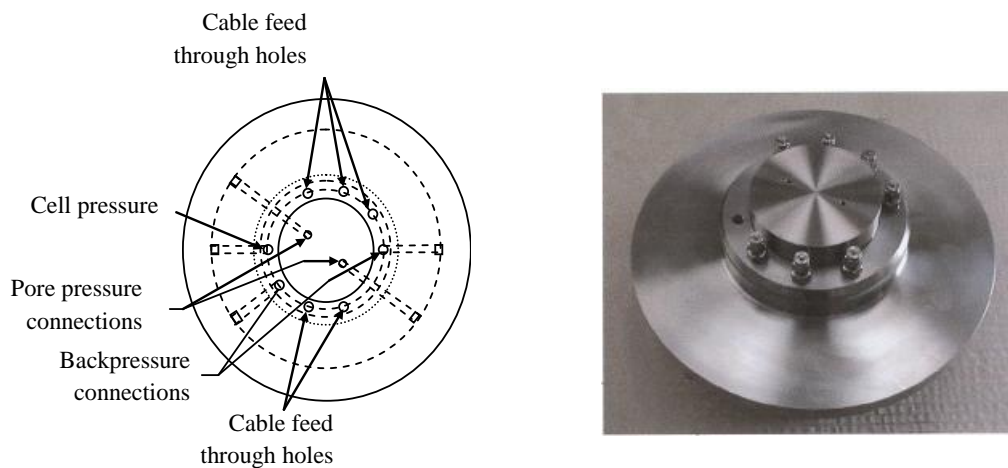 Cable feed
through holes
Cell pressure
Pore pressure
connections
Backpressure
connections
Cable feed
through holes